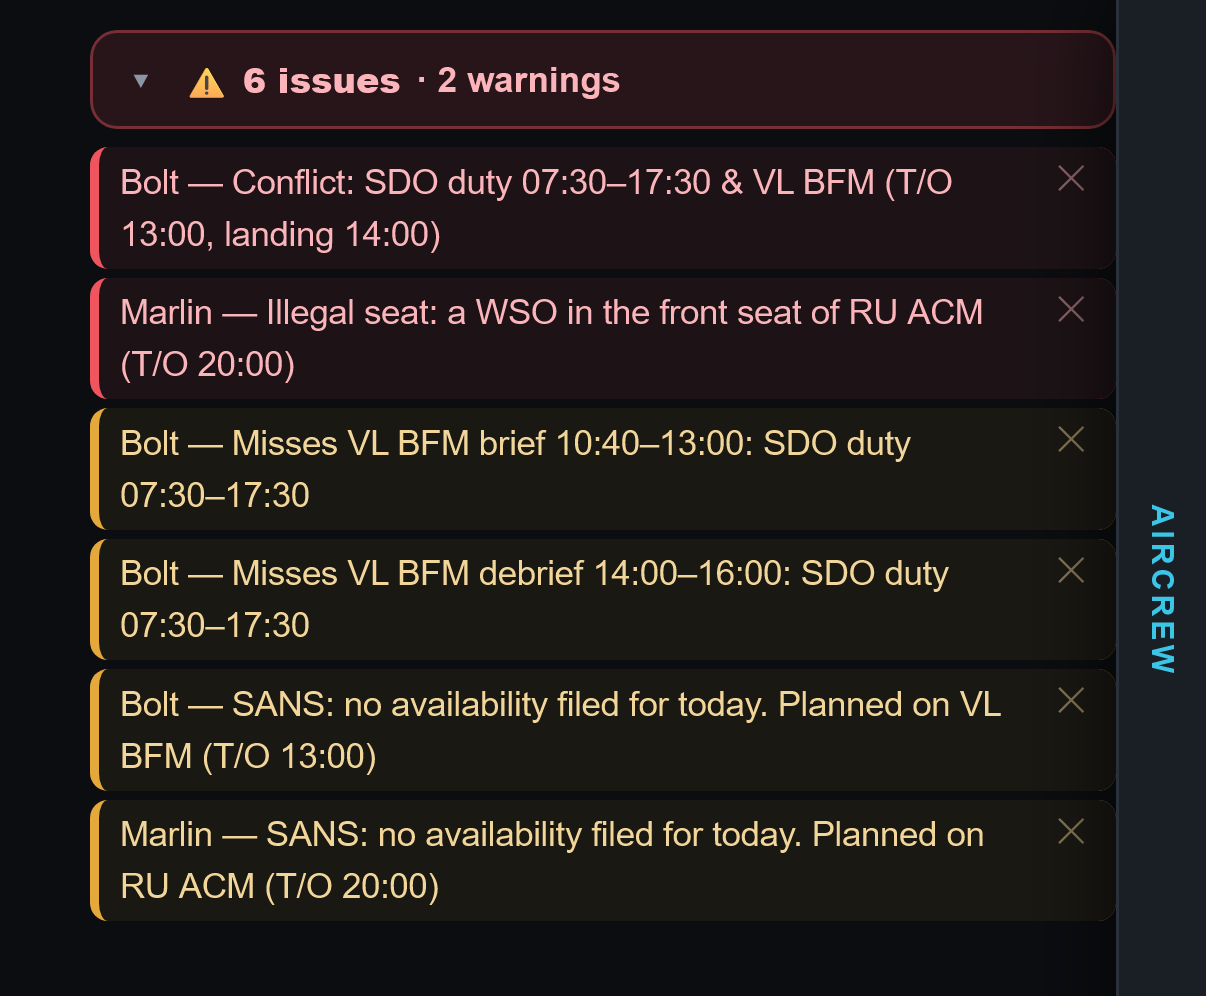 ▼ ⚠️ 6 issues · 2 warnings
Bolt — Conflict: SDO duty 07:30–17:30 & VL BFM (T/O
13:00, landing 14:00)
Marlin — Illegal seat: a WSO in the front seat of RU ACM
(T/O 20:00)
Bolt — Misses VL BFM brief 10:40–13:00: SDO duty
07:30–17:30
Bolt — Misses VL BFM debrief 14:00–16:00: SDO duty
07:30–17:30
Bolt — SANS: no availability filed for today. Planned on VL
BFM (T/O 13:00)
Marlin — SANS: no availability filed for today. Planned on
RU ACM (T/O 20:00)
AIRCREW